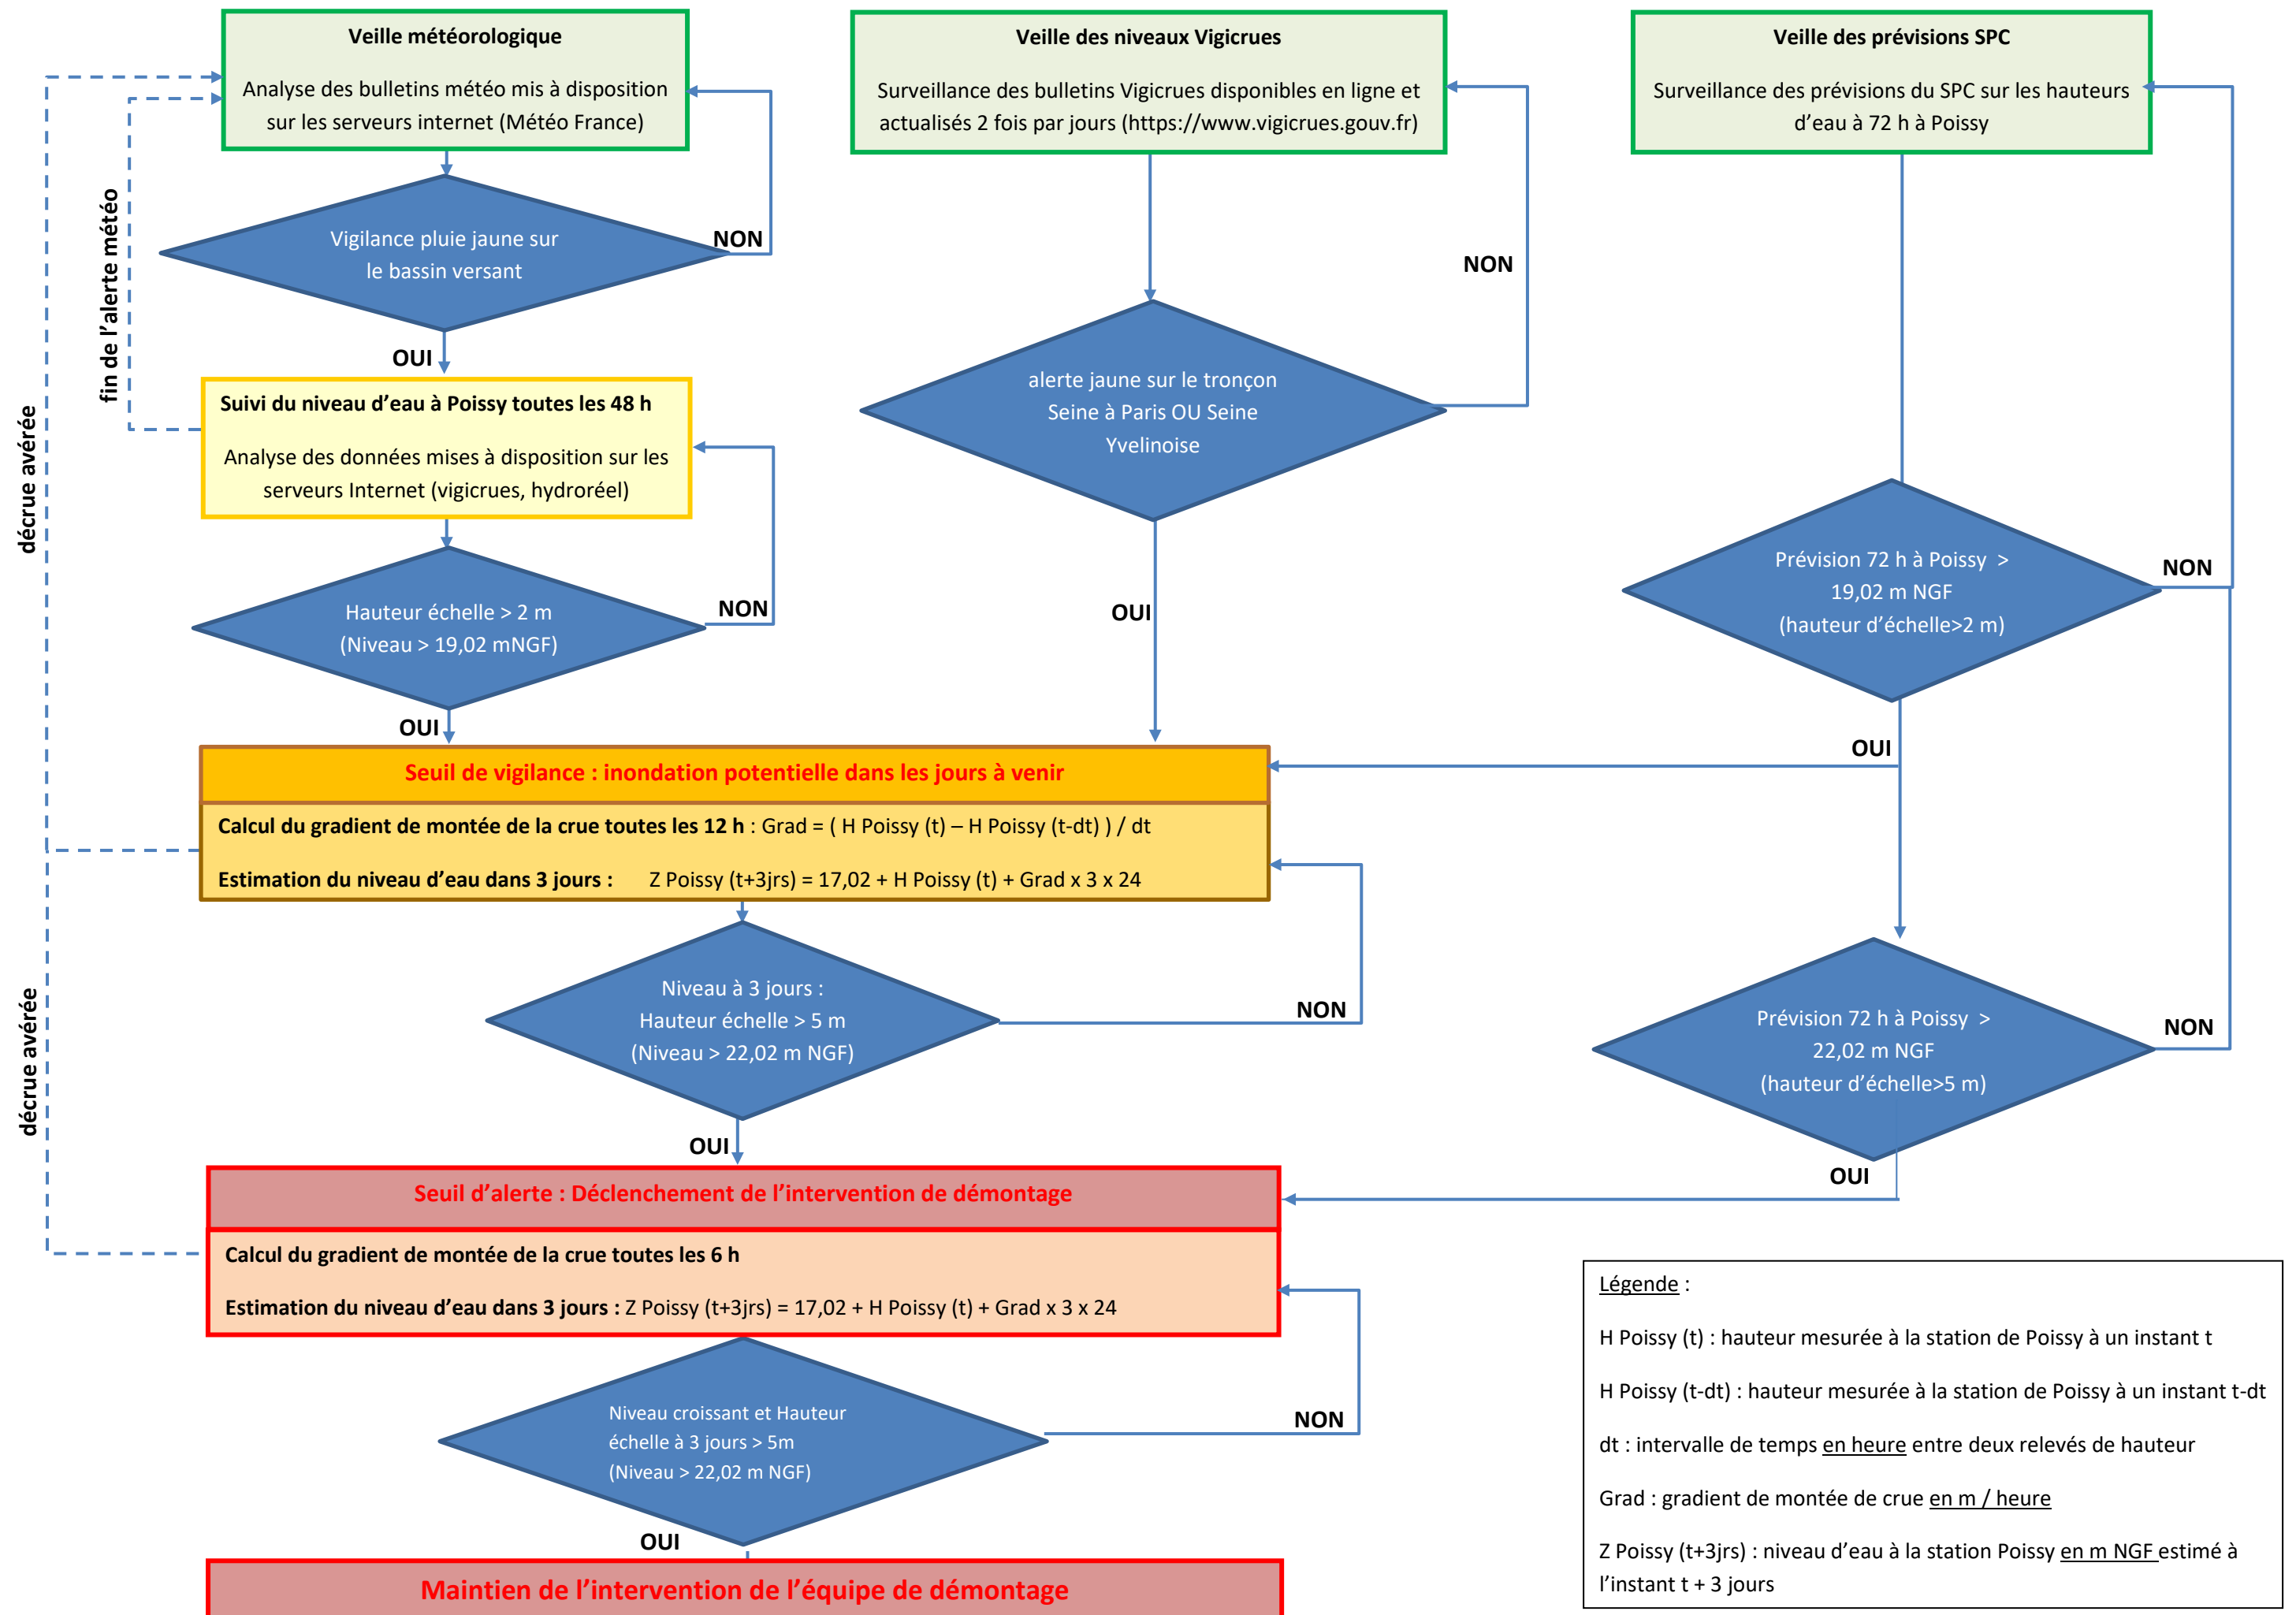 Veille météorologique
Analyse des bulletins météo mis à disposition
sur les serveurs internet (Météo France)
Veille des niveaux Vigicrues
Surveillance des bulletins Vigicrues disponibles en ligne et
actualisés 2 fois par jours (https://www.vigicrues.gouv.fr)
Veille des prévisions SPC
Surveillance des prévisions du SPC sur les hauteurs
d’eau à 72 h à Poissy
Vigilance pluie jaune sur
le bassin versant
NON
OUI
fin de l’alerte météo
décrue avérée
Suivi du niveau d’eau à Poissy toutes les 48 h
Analyse des données mises à disposition sur les
serveurs Internet (vigicrues, hydroréel)
Hauteur échelle > 2 m
(Niveau > 19,02 mNGF)
NON
OUI
alerte jaune sur le tronçon
Seine à Paris OU Seine
Yvelinoise
NON
OUI
Prévision 72 h à Poissy >
19,02 m NGF
(hauteur d’échelle>2 m)
NON
OUI
Seuil de vigilance : inondation potentielle dans les jours à venir
Calcul du gradient de montée de la crue toutes les 12 h : Grad = ( H Poissy (t) – H Poissy (t-dt) ) / dt
Estimation du niveau d’eau dans 3 jours : Z Poissy (t+3jrs) = 17,02 + H Poissy (t) + Grad x 3 x 24
Niveau à 3 jours :
Hauteur échelle > 5 m
(Niveau > 22,02 m NGF)
NON
OUI
décrue avérée
Prévision 72 h à Poissy >
22,02 m NGF
(hauteur d’échelle>5 m)
NON
OUI
Seuil d’alerte : Déclenchement de l’intervention de démontage
Calcul du gradient de montée de la crue toutes les 6 h
Estimation du niveau d’eau dans 3 jours : Z Poissy (t+3jrs) = 17,02 + H Poissy (t) + Grad x 3 x 24
Niveau croissant et Hauteur
échelle à 3 jours > 5m
(Niveau > 22,02 m NGF)
NON
OUI
Maintien de l’intervention de l’équipe de démontage
Légende :
H Poissy (t) : hauteur mesurée à la station de Poissy à un instant t
H Poissy (t-dt) : hauteur mesurée à la station de Poissy à un instant t-dt
dt : intervalle de temps en heure entre deux relevés de hauteur
Grad : gradient de montée de crue en m / heure
Z Poissy (t+3jrs) : niveau d’eau à la station Poissy en m NGF estimé à
l’instant t + 3 jours